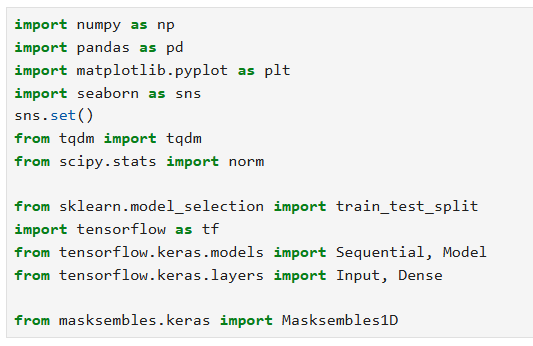 import numpy as np
import pandas as pd
import matplotlib.pyplot as plt
import seaborn as sns
sns.set()
from tqdm import tqdm
from scipy.stats import norm
from sklearn.model_selection import train_test_split
import tensorflow as tf
from tensorflow.keras.models import Sequential, Model
from tensorflow.keras.layers import Input, Dense
from masksembles.keras import Masksembles1D